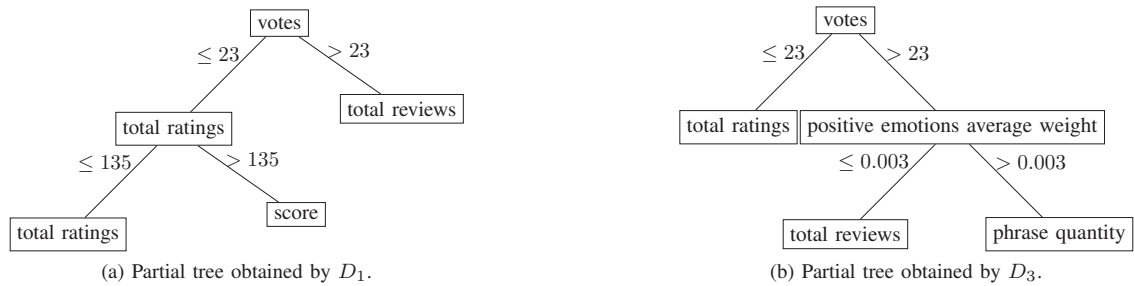 votes
≤ 23
> 23
total ratings
total reviews
≤ 135
> 135
total ratings
score
(a) Partial tree obtained by D₁.
votes
≤ 23
> 23
total ratings
positive emotions average weight
≤ 0.003
> 0.003
total reviews
phrase quantity
(b) Partial tree obtained by D₃.